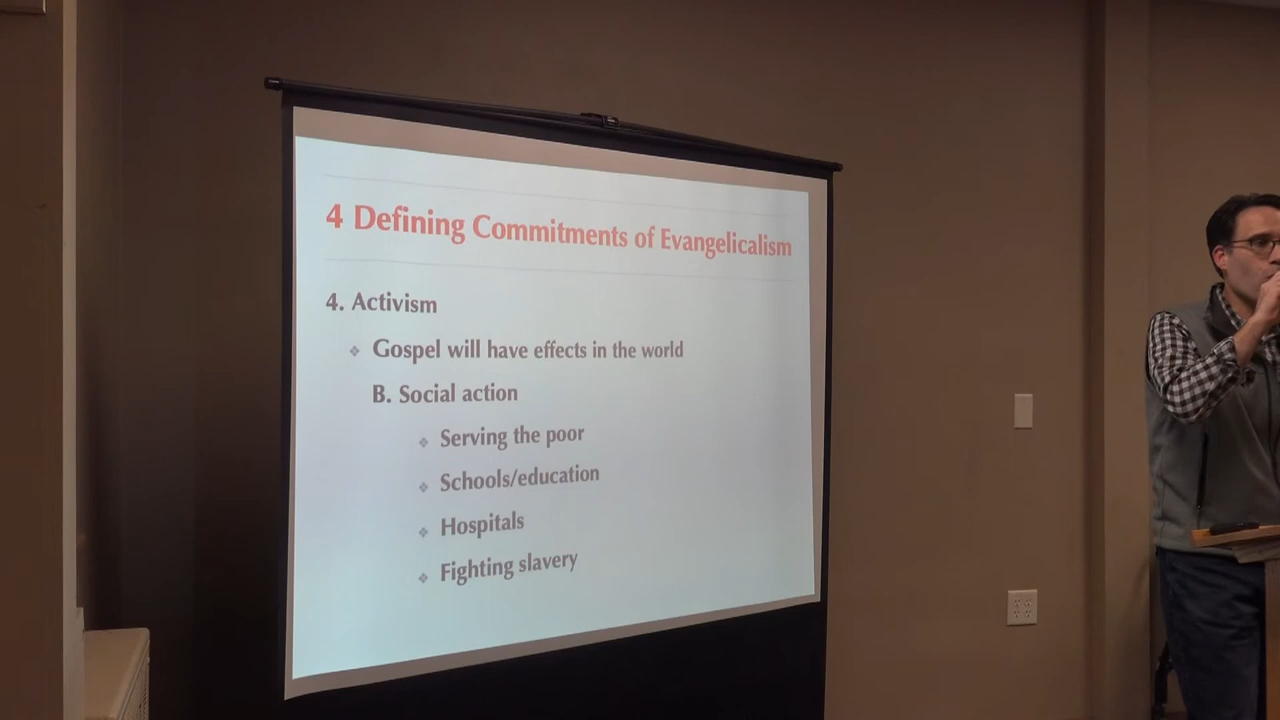 4 Defining Commitments of Evangelicalism
4. Activism
❖ Gospel will have effects in the world
B. Social action
❖ Serving the poor
❖ Schools/education
❖ Hospitals
❖ Fighting slavery